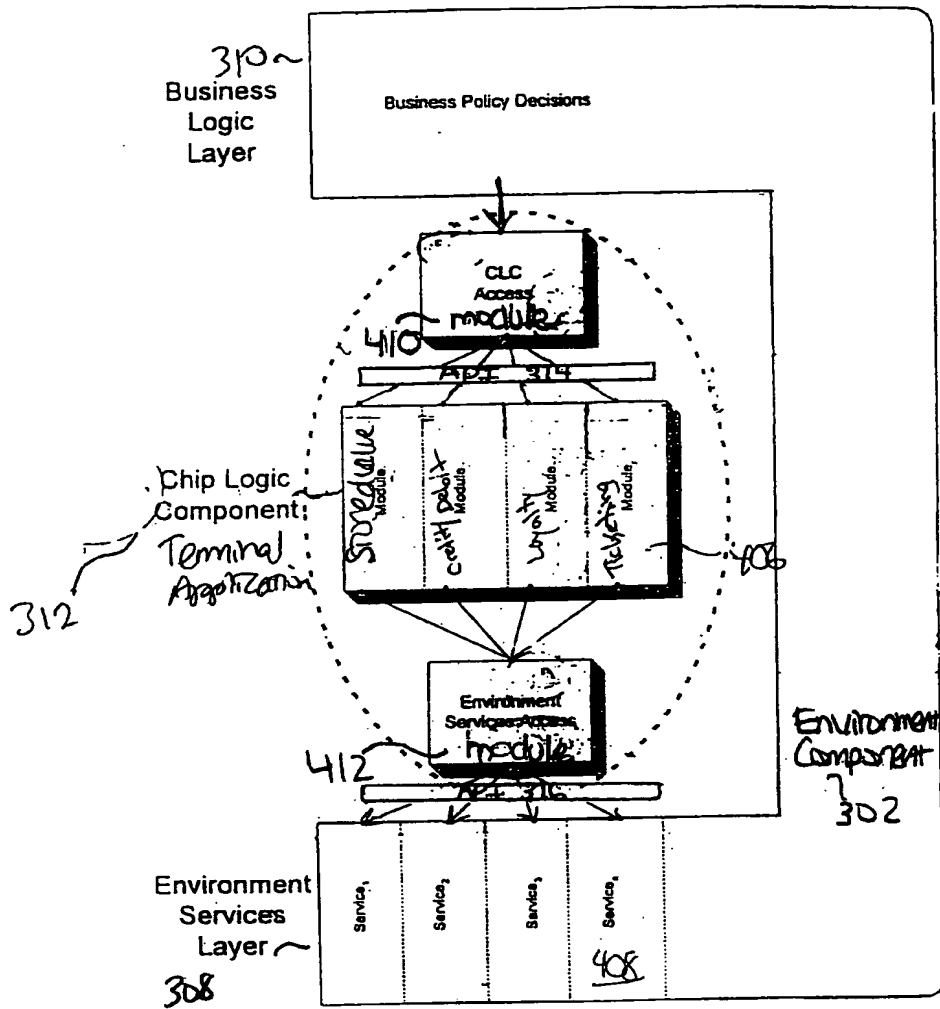 310
Business
Logic
Layer
Business Policy Decisions
CLC
Access
module
410
API 314
Stored value
Module
credit/Debit
Module
Loyalty
Module
Ticketing
Module
406
Chip Logic
Component
Terminal
Application
312
Environment
Services Access
module
412
API 316
Environment
Component
302
Environment
Services
Layer
308
Service1
Service2
Service3
Service4
408